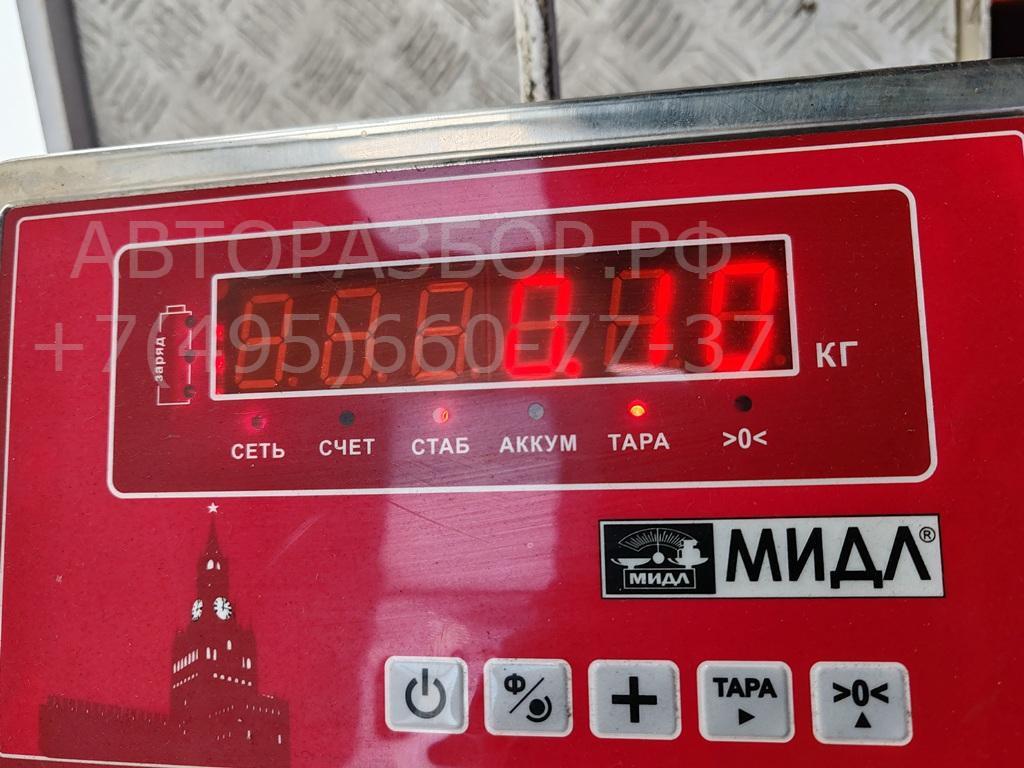 АВТОРАЗБОР.РФ
+7(495)660-77-37
заряд
0.10
КГ
СЕТЬ СЧЕТ СТАБ АККУМ ТАРА >0<
МИДЛ МИДЛ®
Ф ТАРА >0<